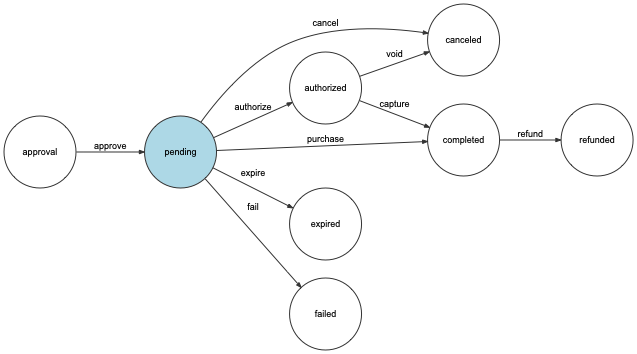 cancel
canceled
void
authorized
authorize
capture
approval
approve
pending
purchase
completed
refund
refunded
expire
expired
fail
failed